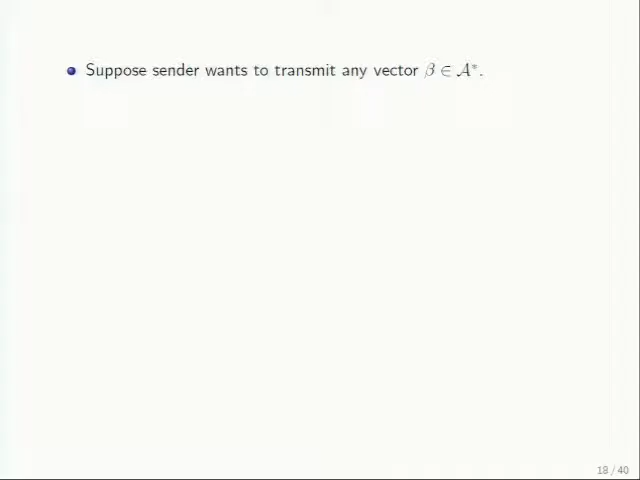 Suppose sender wants to transmit any vector β ∈ 𝒜*.
18 / 40